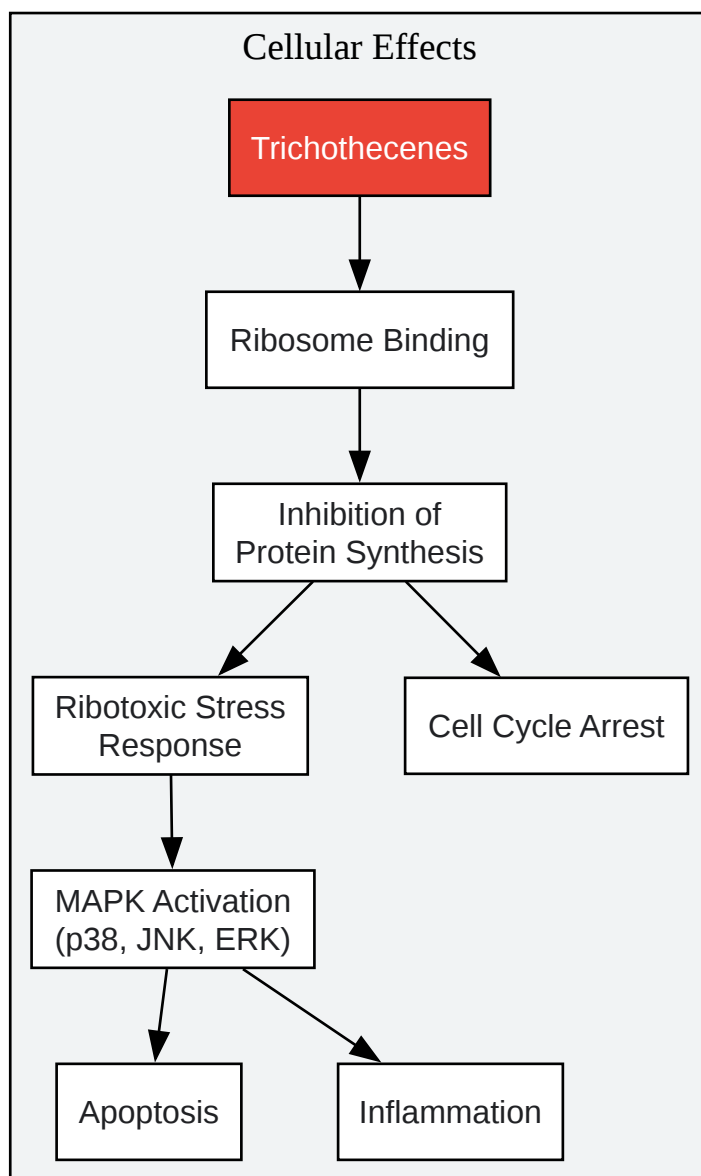 Cellular Effects
Trichothecenes
Ribosome Binding
Inhibition of
Protein Synthesis
Ribotoxic Stress
Response
Cell Cycle Arrest
MAPK Activation
(p38, JNK, ERK)
Apoptosis
Inflammation